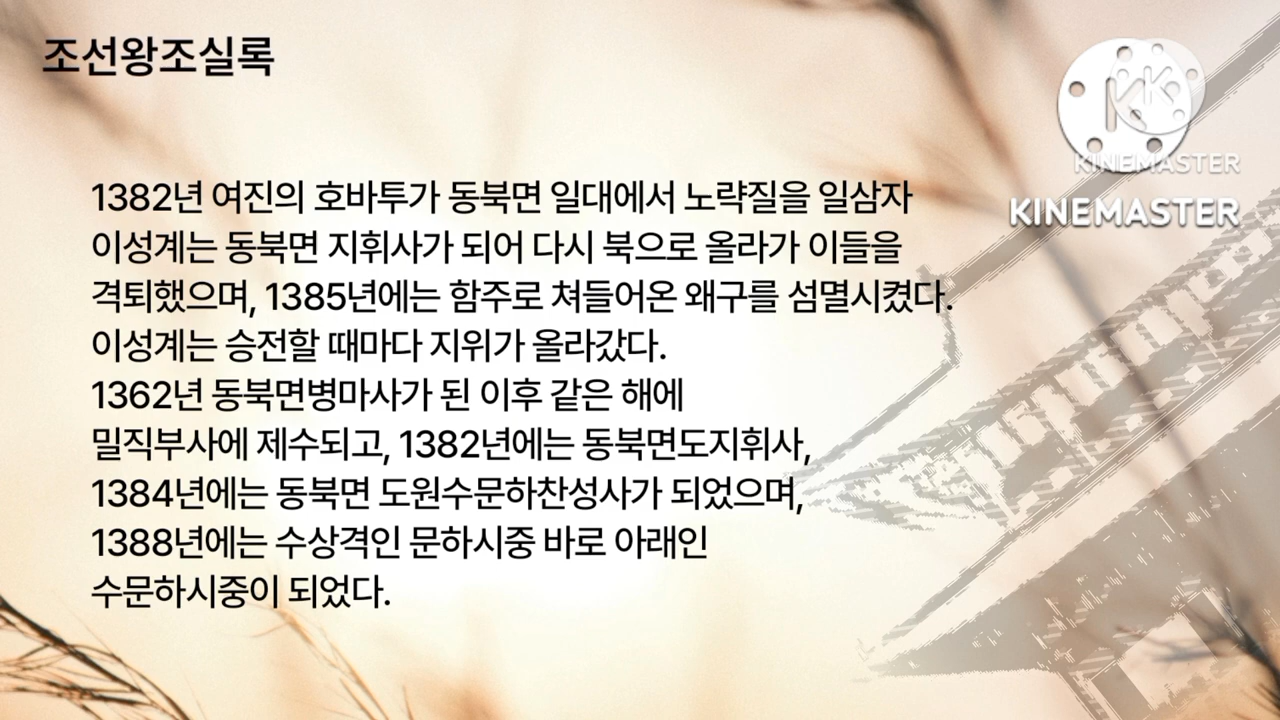 조선왕조실록
KINEMASTER
KINEMASTER
1382년 여진의 호바투가 동북면 일대에서 노략질을 일삼자
이성계는 동북면 지휘사가 되어 다시 북으로 올라가 이들을
격퇴했으며, 1385년에는 함주로 쳐들어온 왜구를 섬멸시켰다.
이성계는 승전할 때마다 지위가 올라갔다.
1362년 동북면병마사가 된 이후 같은 해에
밀직부사에 제수되고, 1382년에는 동북면도지휘사,
1384년에는 동북면 도원수문하찬성사가 되었으며,
1388년에는 수상격인 문하시중 바로 아래인
수문하시중이 되었다.